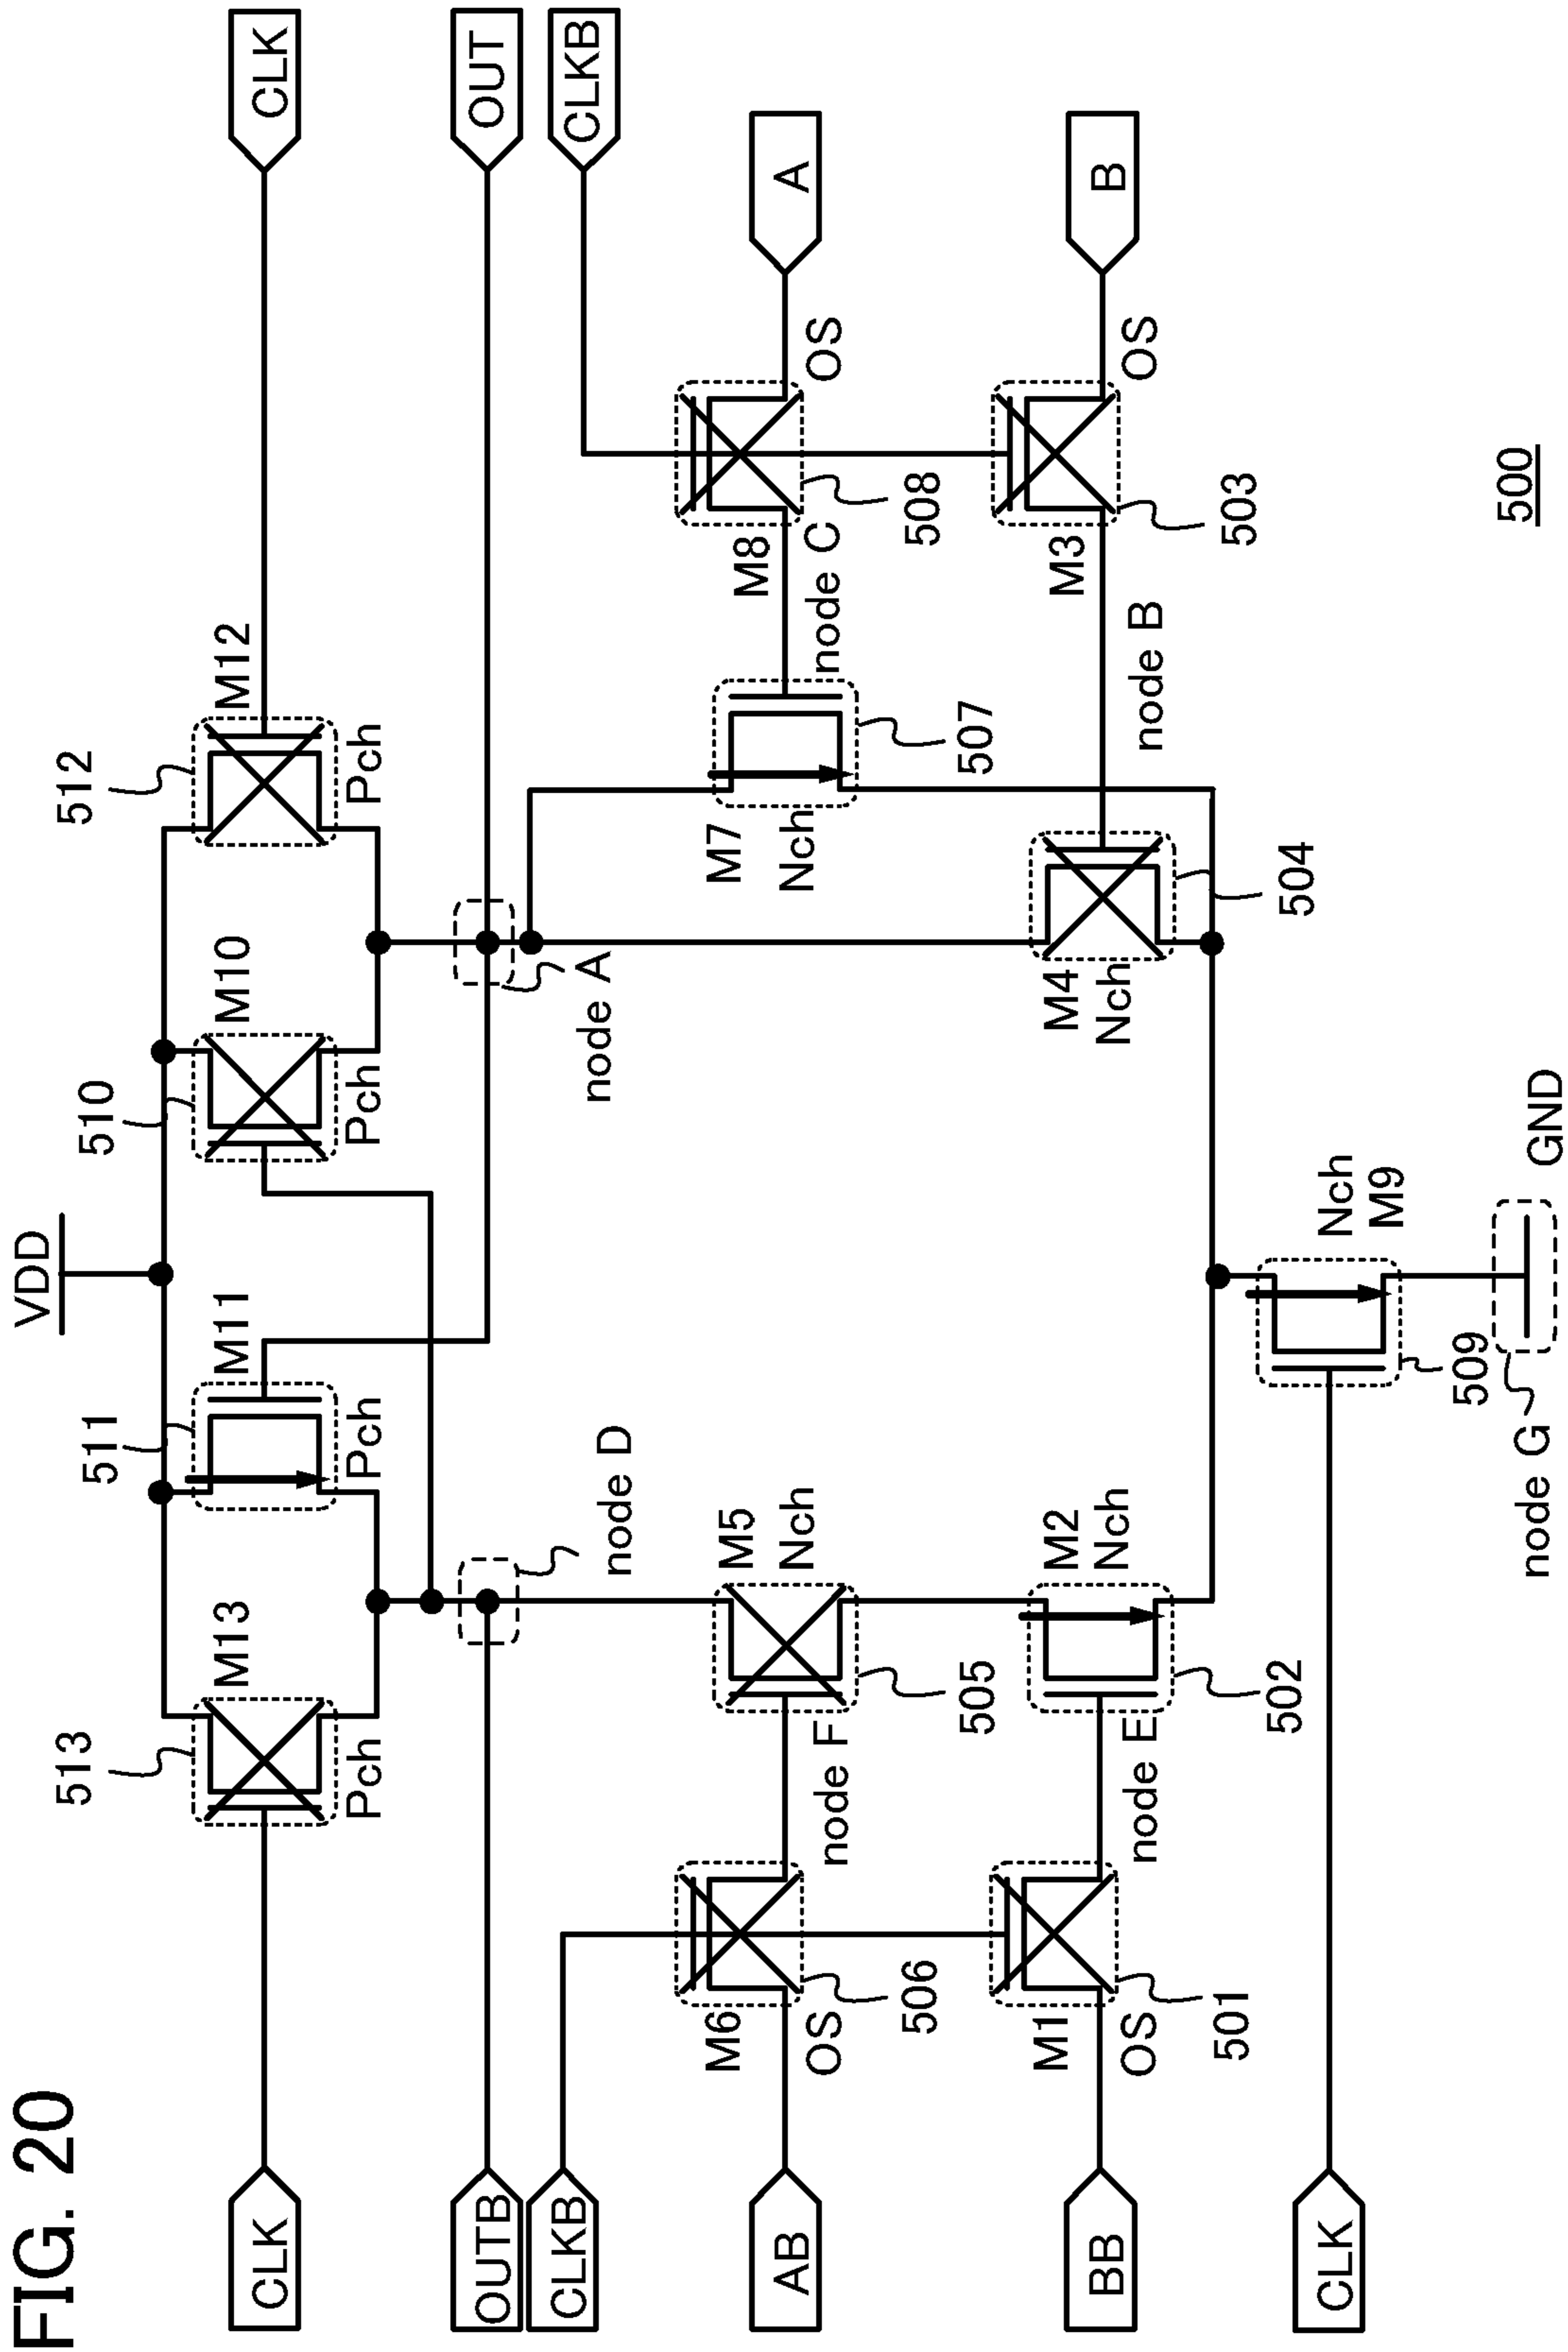 FIG. 20
VDD
513
511
510
512
CLK
M13
M11
M10
M12
CLK
Pch
Pch
Pch
Pch
OUTB
node D
node A
OUT
CLKB
CLKB
AB
M6
OS
506
node F
M5
Nch
505
M7
Nch
507
M8
node C
508
OS
A
BB
M1
OS
501
node E
M2
Nch
502
M4
Nch
504
node B
M3
503
OS
B
CLK
509
Nch
M9
node G
GND
500